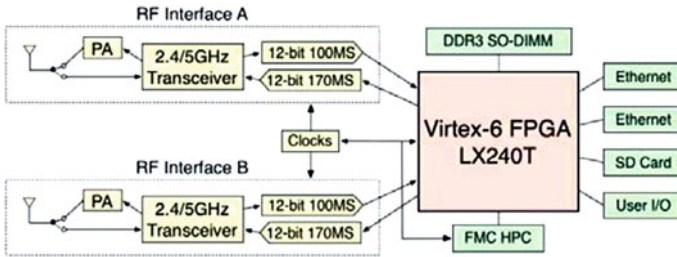 RF Interface A
PA
2.4/5GHz
Transceiver
12-bit 100MS
12-bit 170MS
Clocks
RF Interface B
PA
2.4/5GHz
Transceiver
12-bit 100MS
12-bit 170MS
DDR3 SO-DIMM
Virtex-6 FPGA
LX240T
FMC HPC
Ethernet
Ethernet
SD Card
User I/O